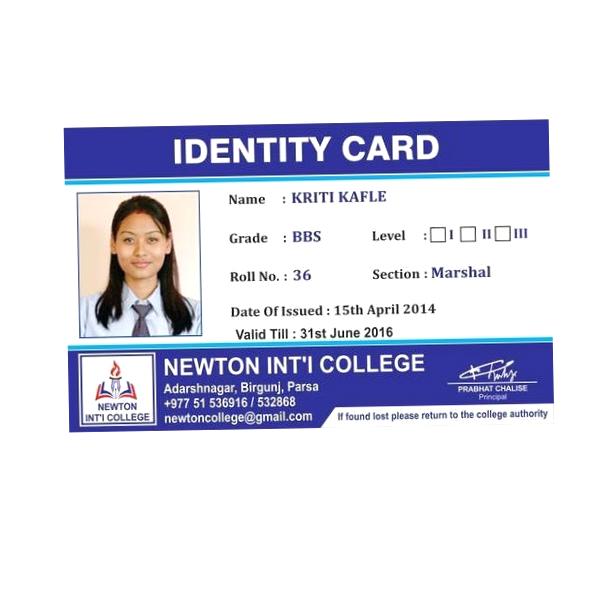 IDENTITY CARD
Name : KRITI KAFLE
Grade : BBS Level : I II III
Roll No. : 36 Section : Marshal
Date Of Issued : 15th April 2014
Valid Till : 31st June 2016
NEWTON INT'I COLLEGE
Adarshnagar, Birgunj, Parsa
+977 51 536916 / 532868
newtoncollege@gmail.com
NEWTON
INT'I COLLEGE
PRABHAT CHALISE
Principal
If found lost please return to the college authority